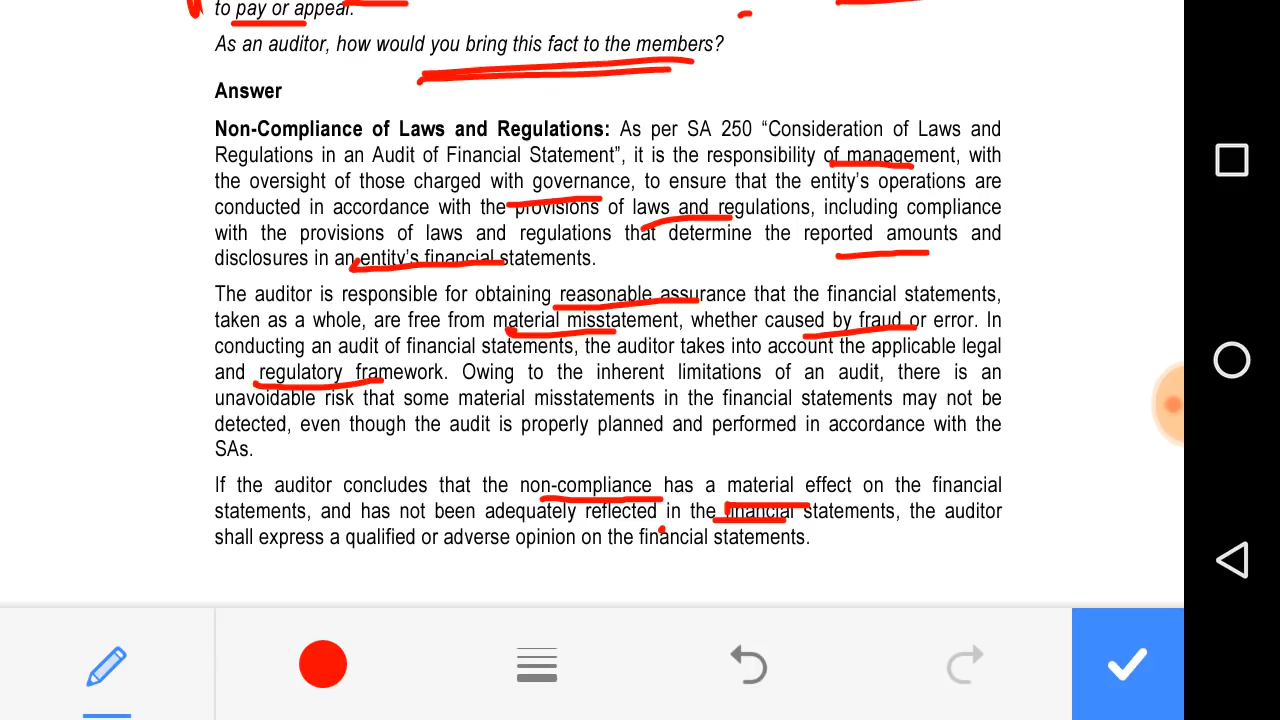 to pay or appeal.
As an auditor, how would you bring this fact to the members?
Answer
Non-Compliance of Laws and Regulations: As per SA 250 “Consideration of Laws and
Regulations in an Audit of Financial Statement”, it is the responsibility of management, with
the oversight of those charged with governance, to ensure that the entity’s operations are
conducted in accordance with the provisions of laws and regulations, including compliance
with the provisions of laws and regulations that determine the reported amounts and
disclosures in an entity’s financial statements.
The auditor is responsible for obtaining reasonable assurance that the financial statements,
taken as a whole, are free from material misstatement, whether caused by fraud or error. In
conducting an audit of financial statements, the auditor takes into account the applicable legal
and regulatory framework. Owing to the inherent limitations of an audit, there is an
unavoidable risk that some material misstatements in the financial statements may not be
detected, even though the audit is properly planned and performed in accordance with the
SAs.
If the auditor concludes that the non-compliance has a material effect on the financial
statements, and has not been adequately reflected in the financial statements, the auditor
shall express a qualified or adverse opinion on the financial statements.